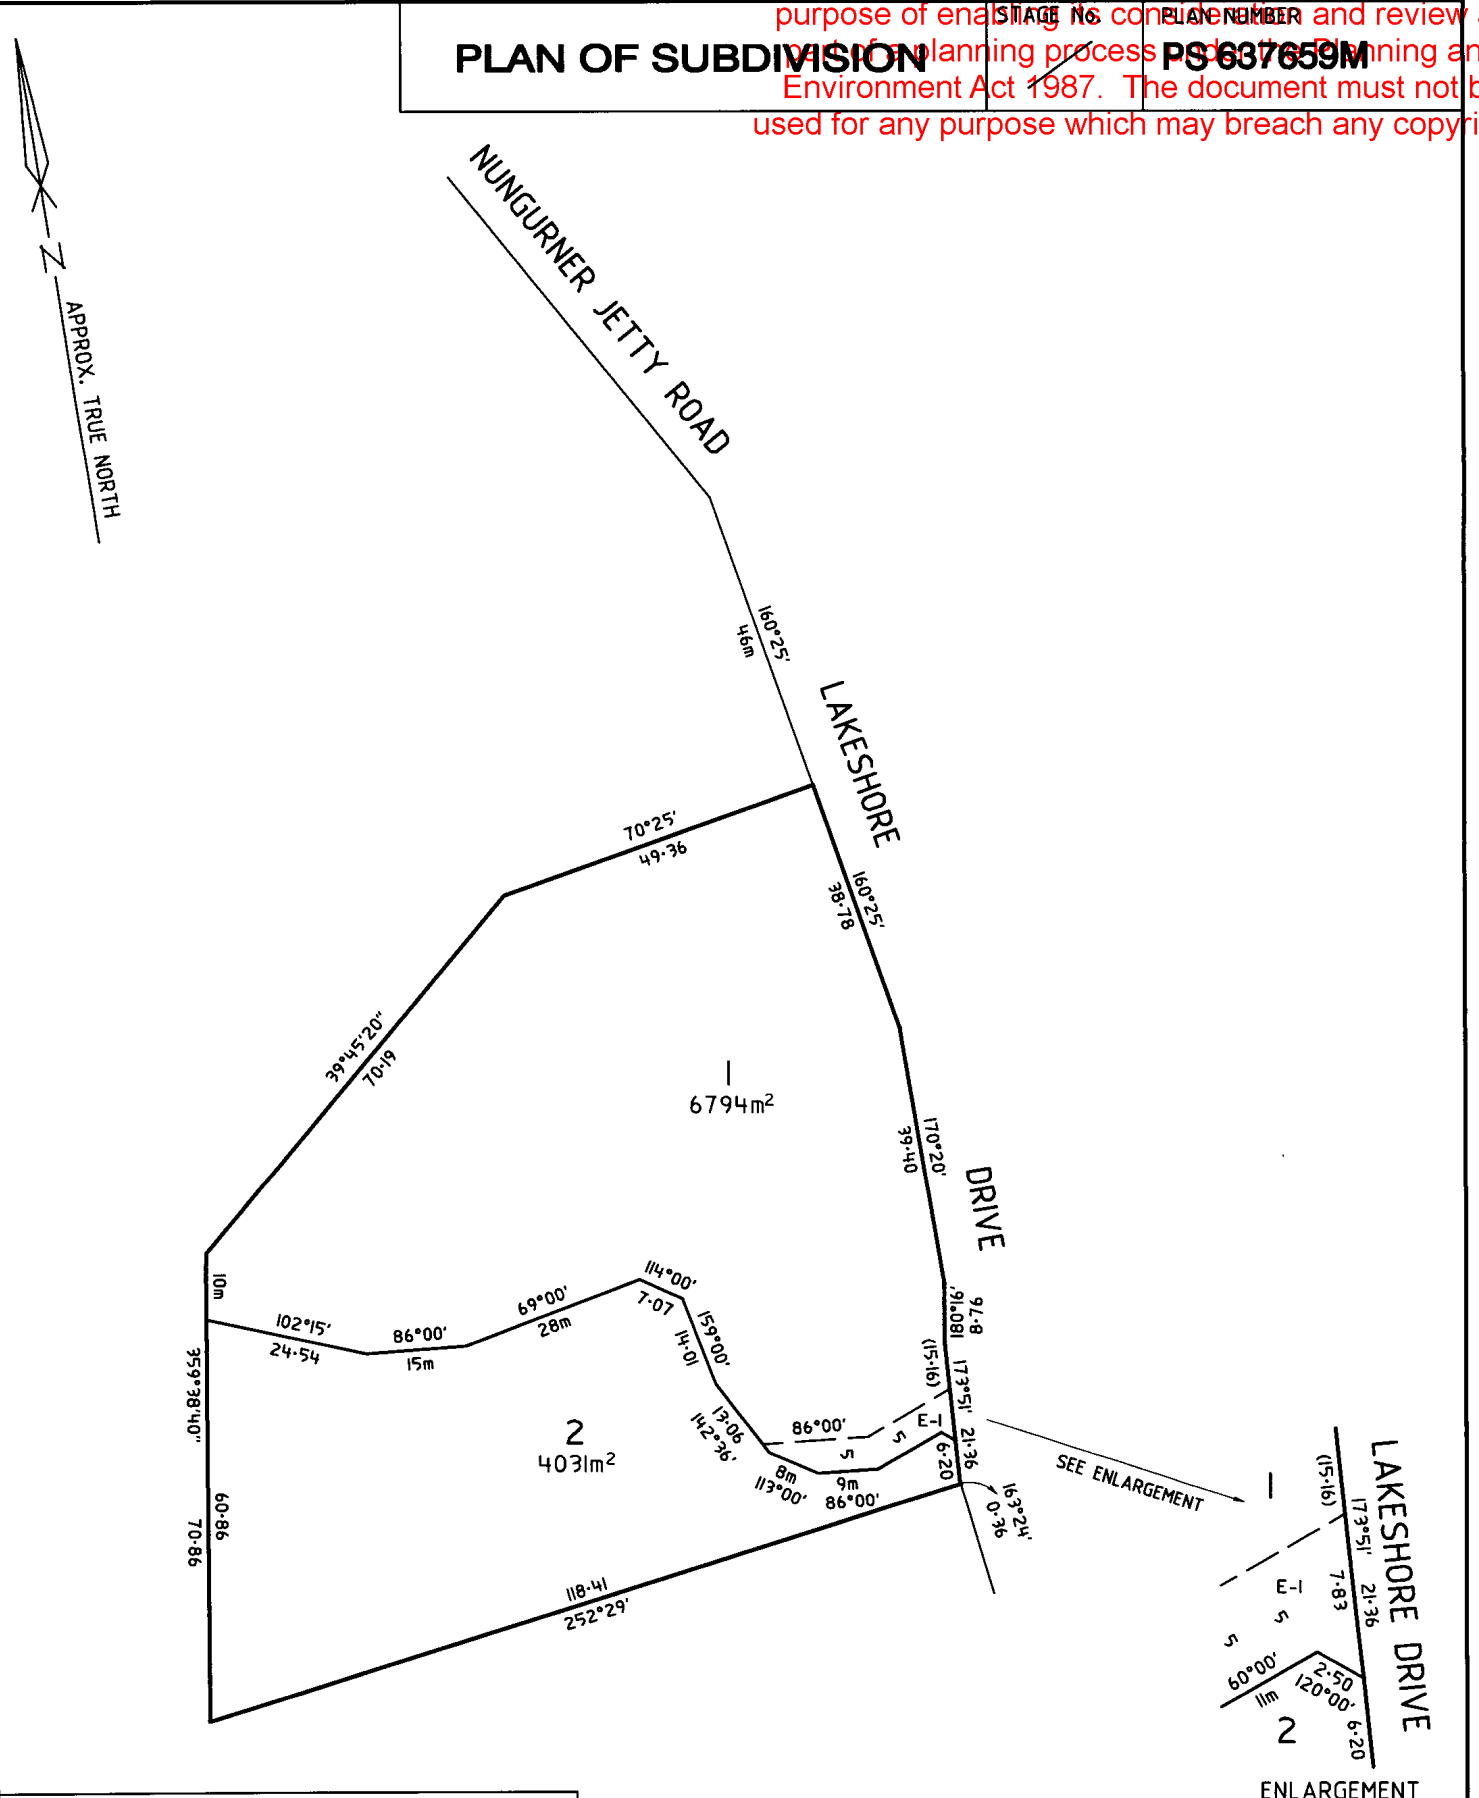 purpose of enabling its consideration and review
part of a planning process under the Planning an
Environment Act 1987. The document must not b
used for any purpose which may breach any copyri
PLAN OF SUBDIVISION
STAGE No.
PLAN NUMBER
PS 637659M
N
APPROX. TRUE NORTH
NUNGURNER JETTY ROAD
160°25'
46m
LAKESHORE
70°25'
49·36
160°25'
38·78
39°45'20"
70·19
1
6794m²
170°20'
39·40
DRIVE
10m
114°00'
7·07
69°00'
28m
159°00'
14·01
8·76
180°16'
102°15'
24·54
86°00'
15m
(15·16)
173°51'
21·36
359°38'40"
2
4031m²
13·06
142°36'
86°00'
E-1
5
5
6·20
8m
113°00'
9m
86°00'
163°24'
0·36
SEE ENLARGEMENT
60·86
70·86
118·41
252°29'
1
(15·16)
173°51'
21·36
7·83
LAKESHORE DRIVE
E-1
5
5
60°00'
11m
2·50
120°00'
6·20
2
ENLARGEMENT